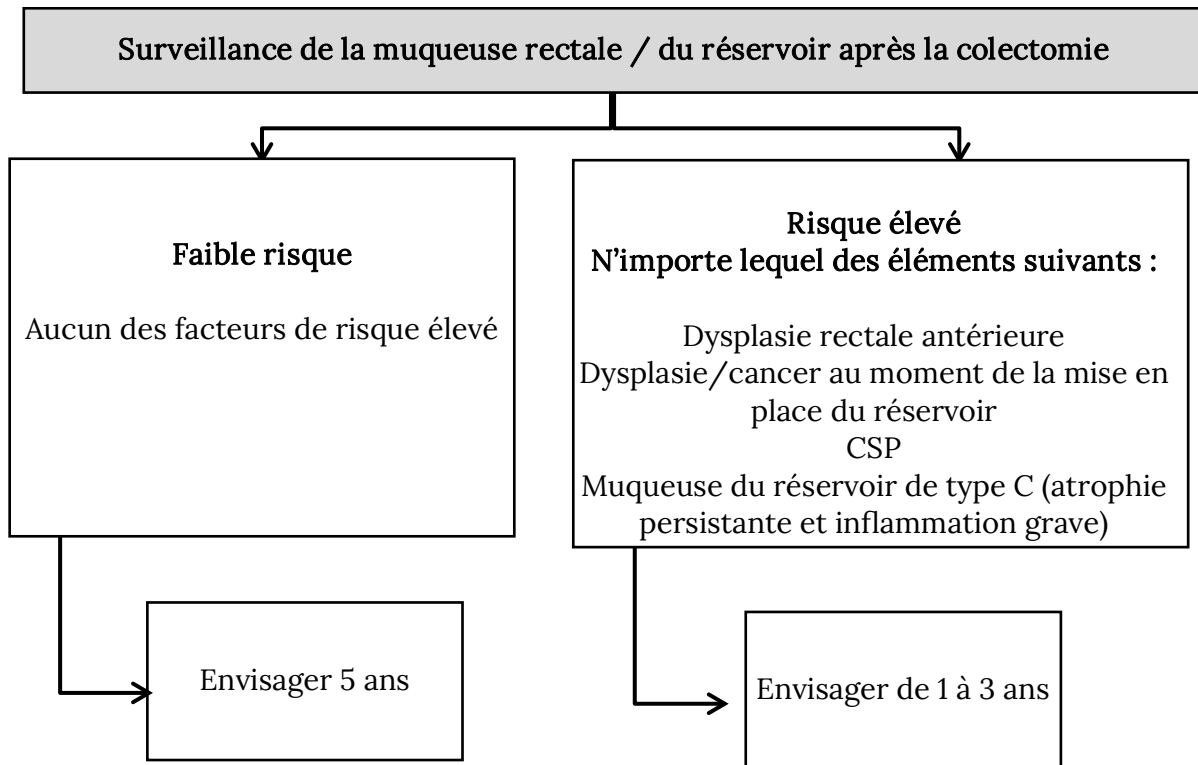 Surveillance de la muqueuse rectale / du réservoir après la colectomie
Faible risque
Aucun des facteurs de risque élevé
Risque élevé
N'importe lequel des éléments suivants :
Dysplasie rectale antérieure
Dysplasie/cancer au moment de la mise en
place du réservoir
CSP
Muqueuse du réservoir de type C (atrophie
persistante et inflammation grave)
Envisager 5 ans
Envisager de 1 à 3 ans